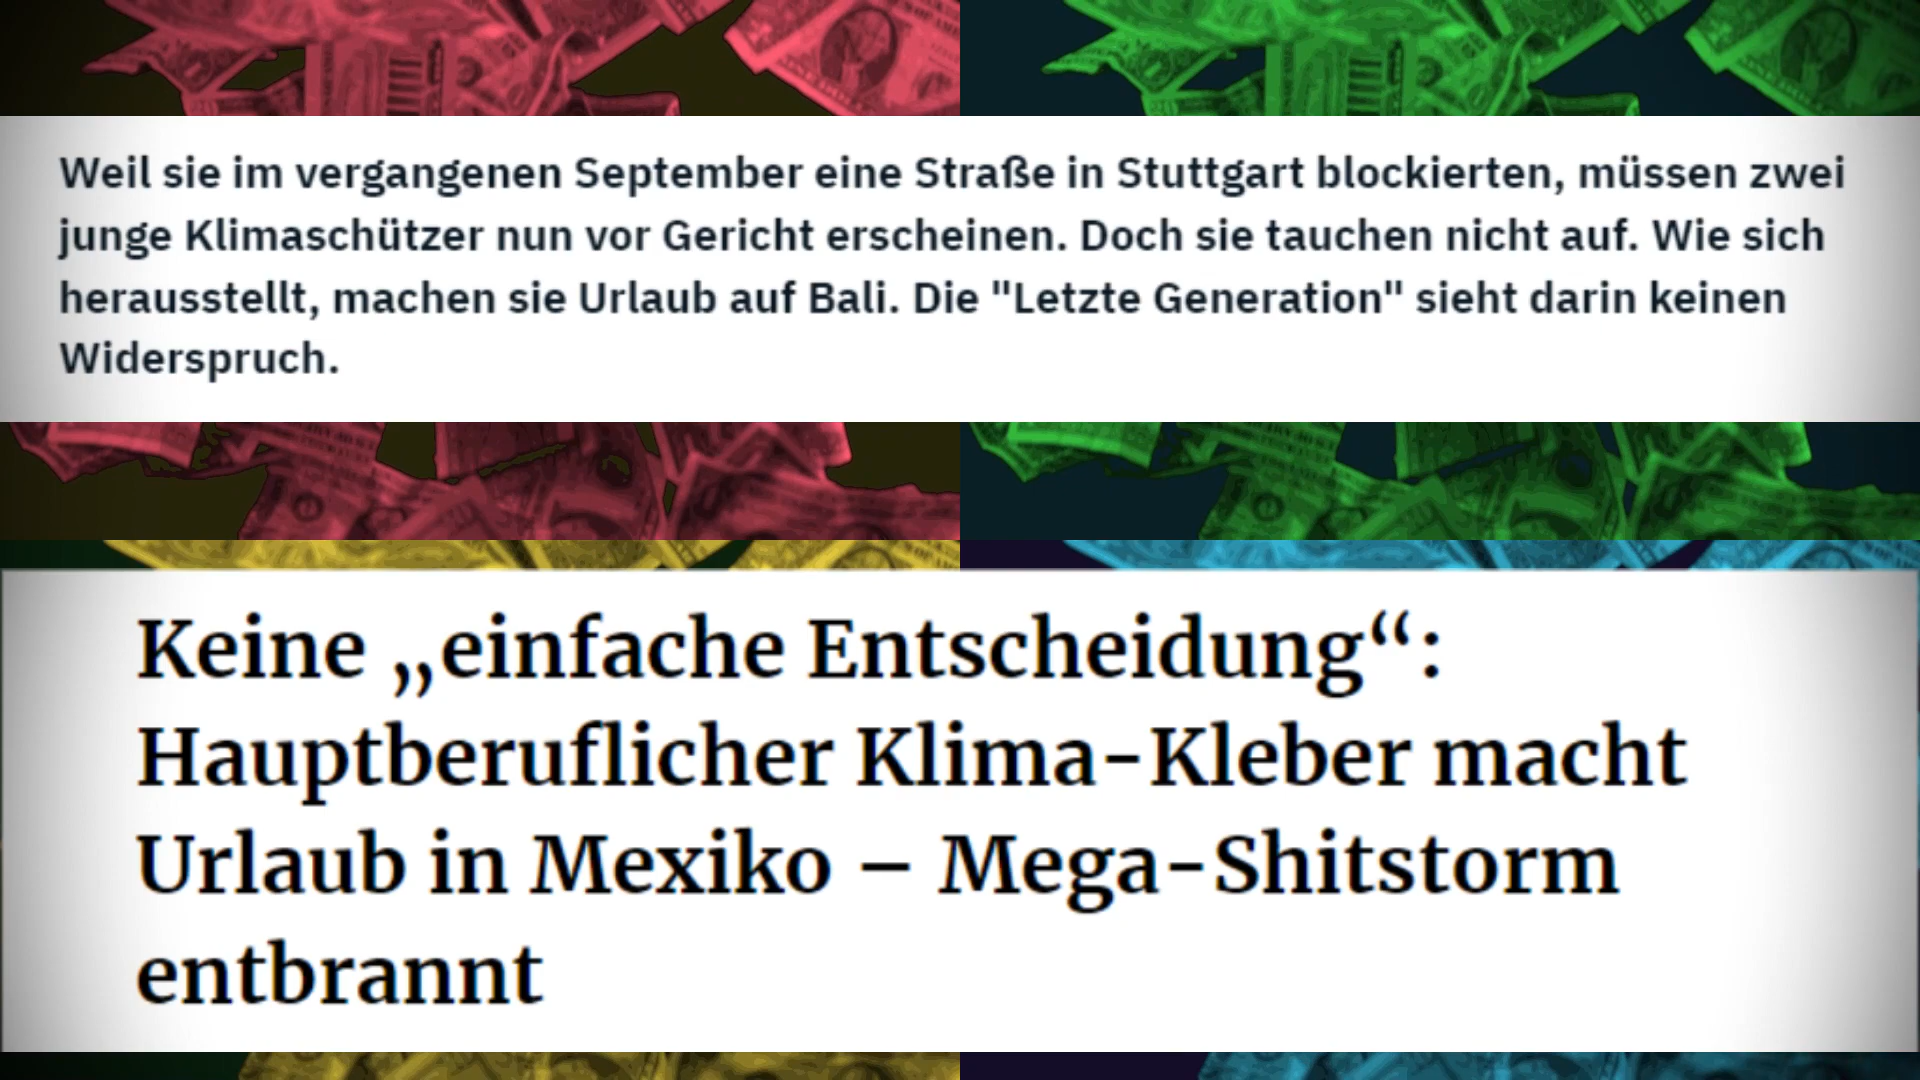 Weil sie im vergangenen September eine Straße in Stuttgart blockierten, müssen zwei
junge Klimaschützer nun vor Gericht erscheinen. Doch sie tauchen nicht auf. Wie sich
herausstellt, machen sie Urlaub auf Bali. Die "Letzte Generation" sieht darin keinen
Widerspruch.
Keine „einfache Entscheidung“:
Hauptberuflicher Klima-Kleber macht
Urlaub in Mexiko – Mega-Shitstorm
entbrannt